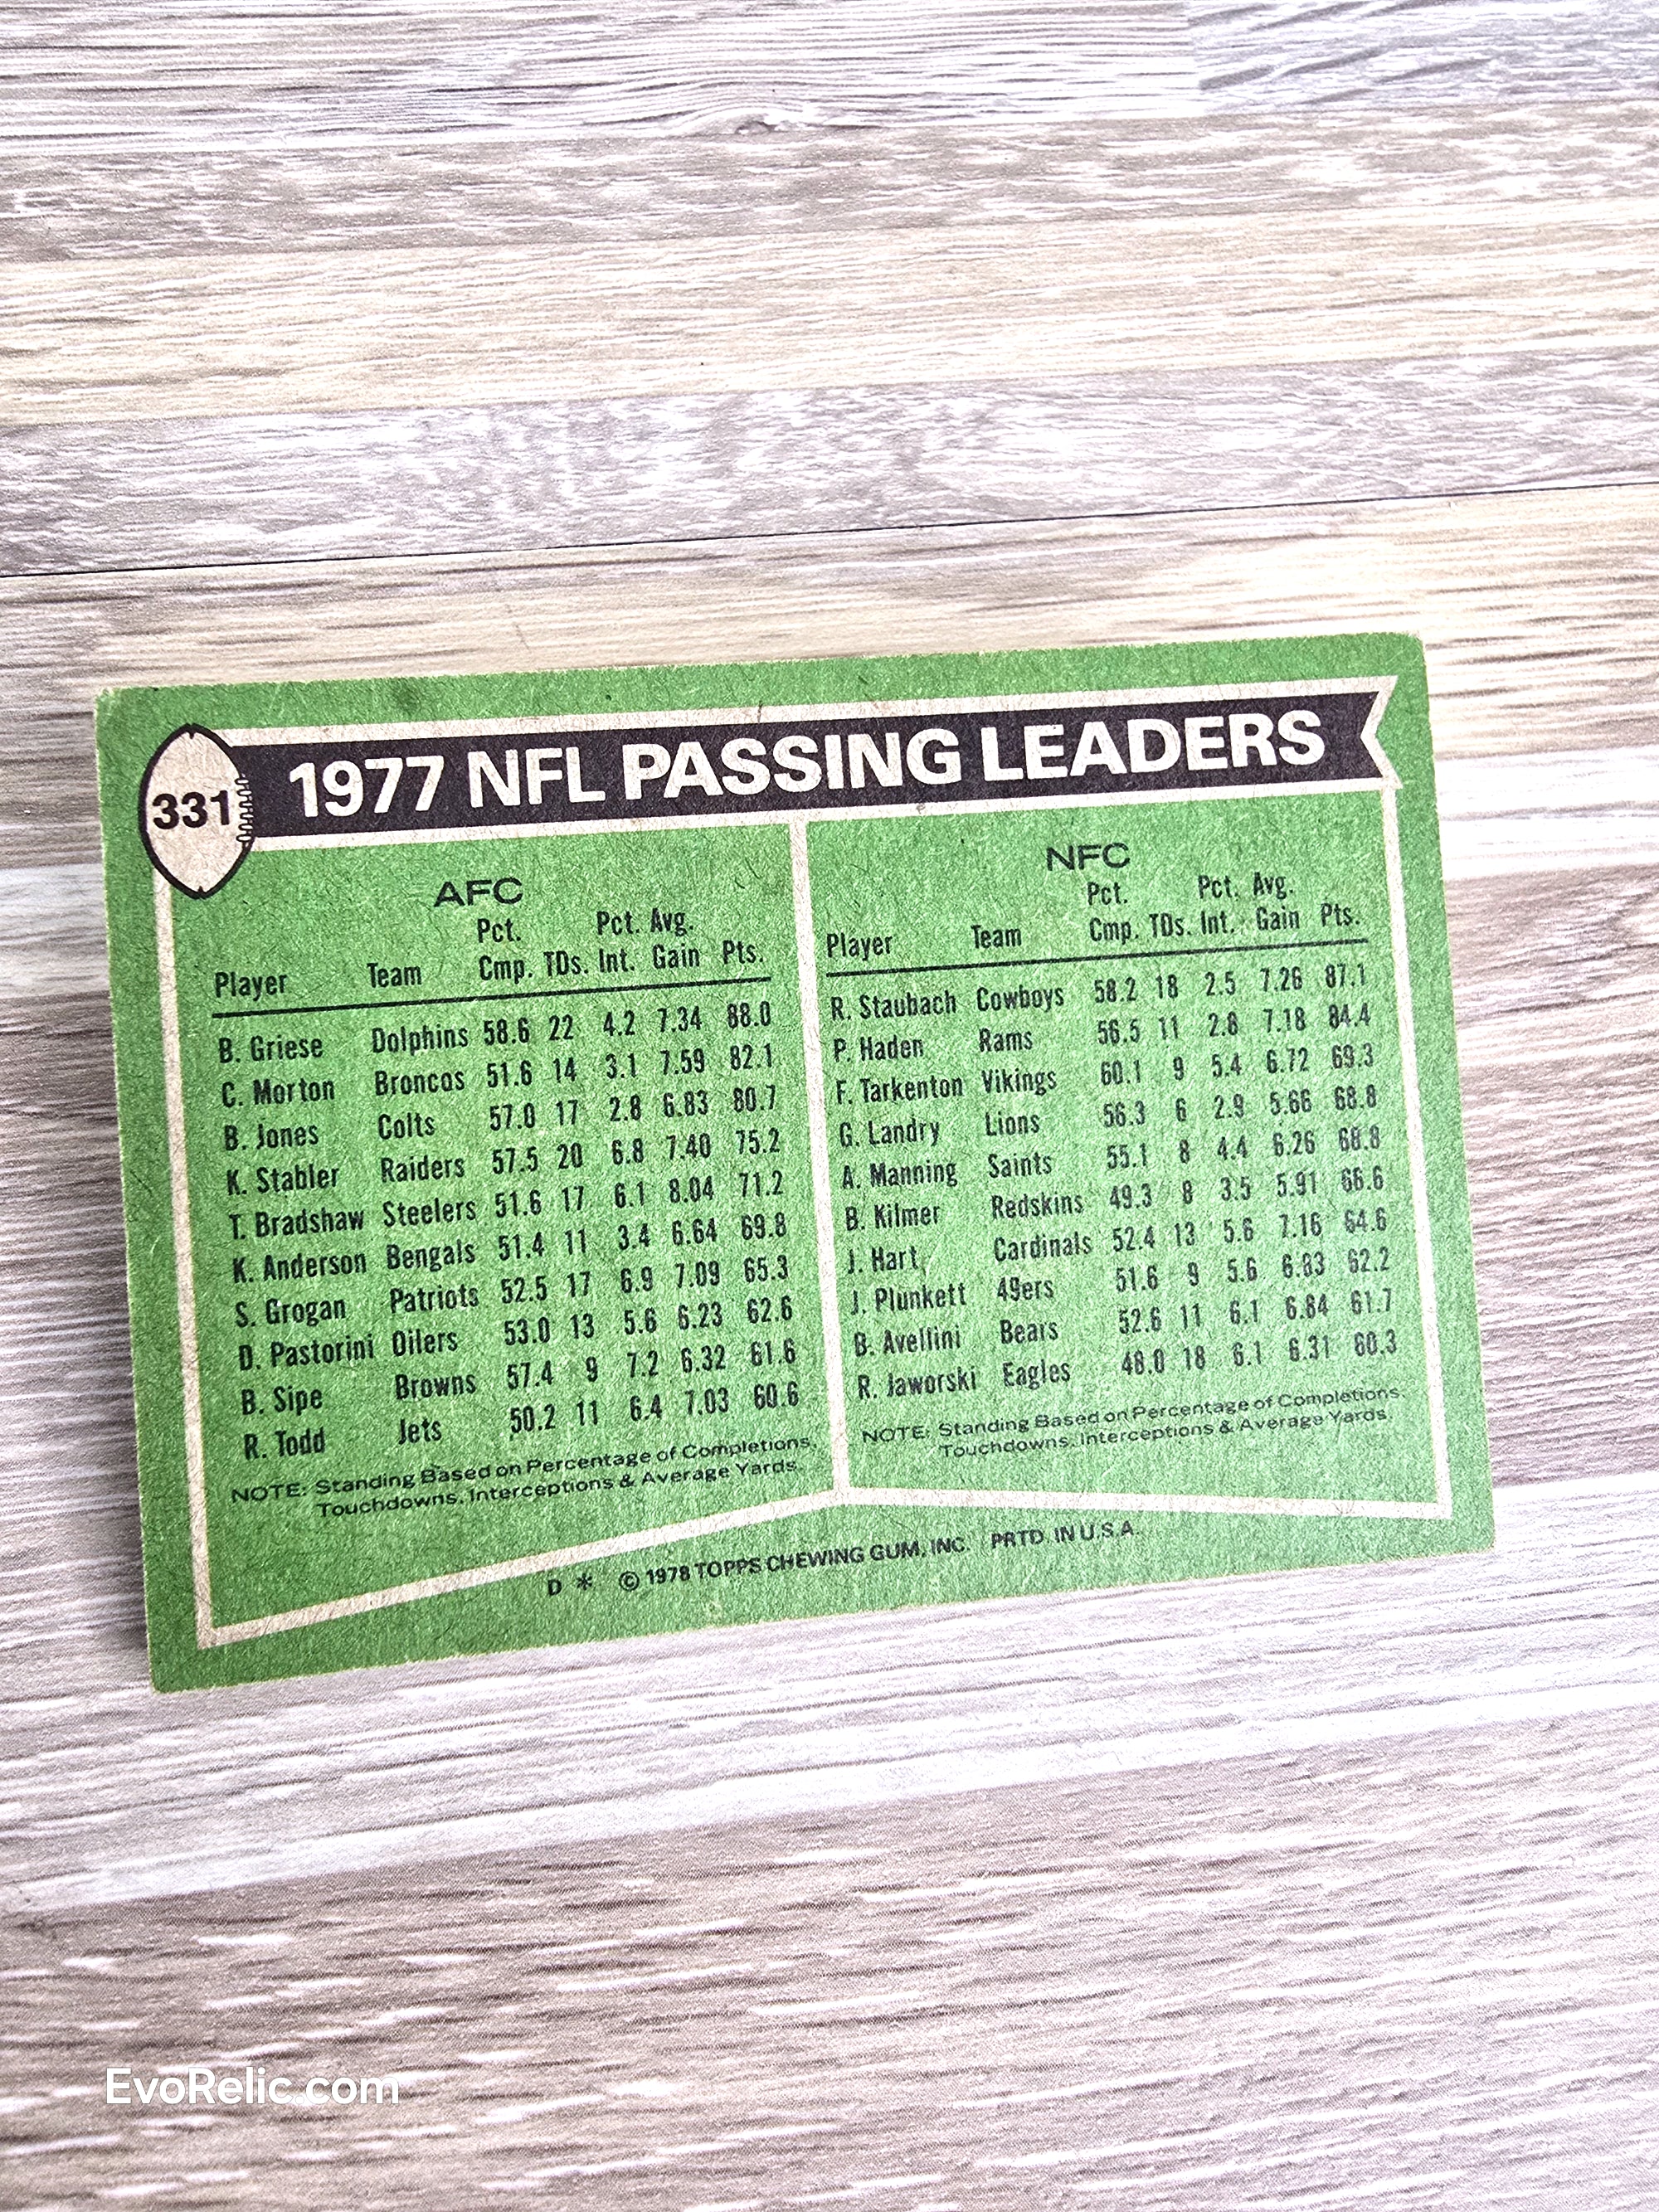 331
1977 NFL PASSING LEADERS
AFC
Pct. Pct. Avg.
Player Team Cmp. TDs. Int. Gain Pts.
B. Griese Dolphins 58.6 22 4.2 7.34 88.0
C. Morton Broncos 51.6 14 3.1 7.59 82.1
B. Jones Colts 57.0 17 2.8 6.83 80.7
K. Stabler Raiders 57.5 20 6.8 7.40 75.2
T. Bradshaw Steelers 51.6 17 6.1 8.04 71.2
K. Anderson Bengals 51.4 11 3.4 6.64 69.8
S. Grogan Patriots 52.5 17 6.9 7.09 65.3
D. Pastorini Oilers 53.0 13 5.6 6.23 62.6
B. Sipe Browns 57.4 9 7.2 6.32 61.6
R. Todd Jets 50.2 11 6.4 7.03 60.6
NOTE: Standing Based on Percentage of Completions,
Touchdowns, Interceptions & Average Yards.
NFC
Pct. Pct. Avg.
Player Team Cmp. TDs. Int. Gain Pts.
R. Staubach Cowboys 58.2 18 2.5 7.26 87.1
P. Haden Rams 56.5 11 2.8 7.18 84.4
F. Tarkenton Vikings 60.1 9 5.4 6.72 69.3
G. Landry Lions 56.3 6 2.9 5.66 68.8
A. Manning Saints 55.1 8 4.4 6.26 68.8
B. Kilmer Redskins 49.3 8 3.5 5.91 66.6
J. Hart Cardinals 52.4 13 5.6 7.16 64.6
J. Plunkett 49ers 51.6 9 5.6 6.83 62.2
B. Avellini Bears 52.6 11 6.1 6.84 61.7
R. Jaworski Eagles 48.0 18 6.1 6.31 60.3
NOTE: Standing Based on Percentage of Completions,
Touchdowns, Interceptions & Average Yards.
D * © 1978 TOPPS CHEWING GUM, INC. PRTD. IN U.S.A.
EvoRelic.com